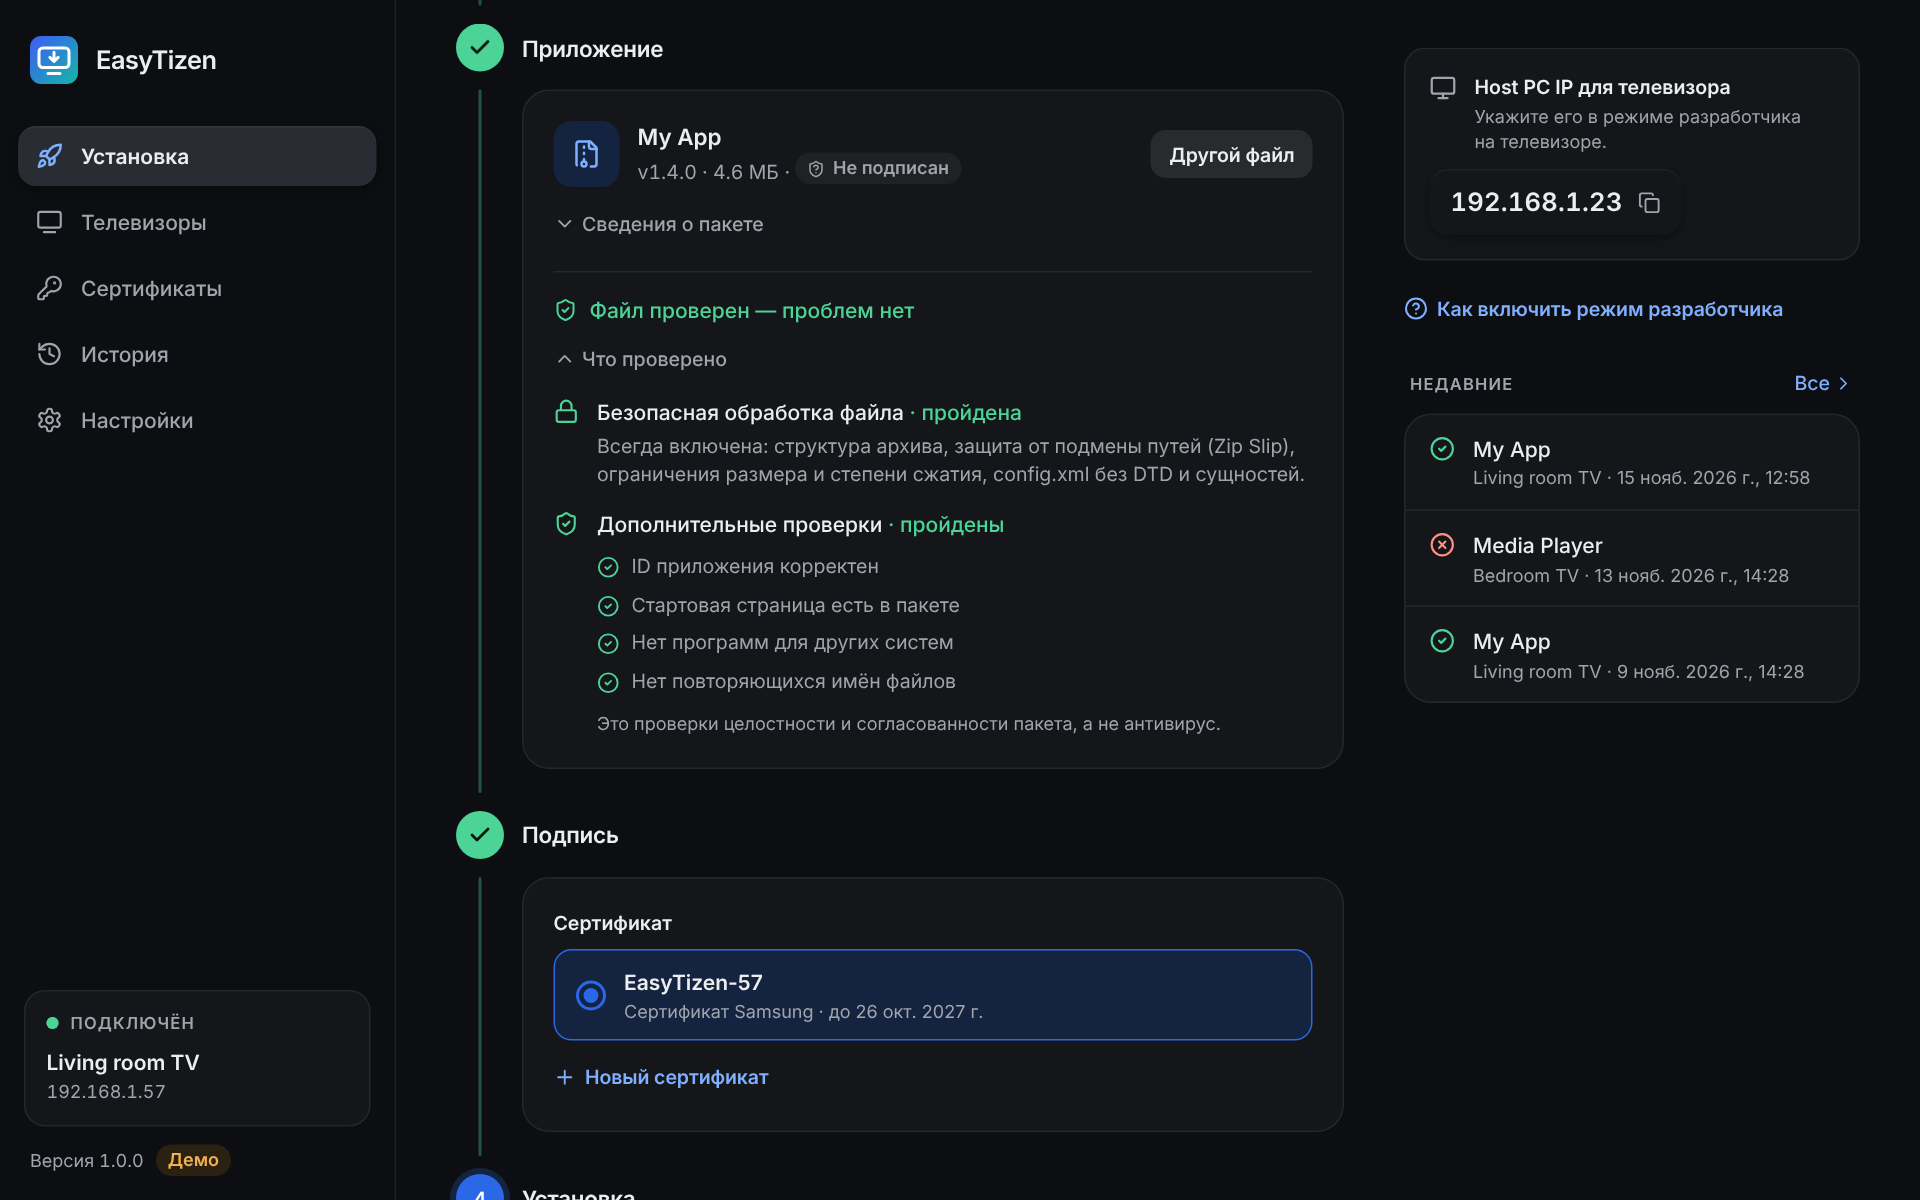 EasyTizen
Установка
Телевизоры
Сертификаты
История
Настройки
ПОДКЛЮЧЁН
Living room TV
192.168.1.57
Версия 1.0.0 Демо
Приложение
My App
v1.4.0 · 4.6 МБ · Не подписан
Другой файл
Сведения о пакете
Файл проверен — проблем нет
Что проверено
Безопасная обработка файла · пройдена
Всегда включена: структура архива, защита от подмены путей (Zip Slip),
ограничения размера и степени сжатия, config.xml без DTD и сущностей.
Дополнительные проверки · пройдены
ID приложения корректен
Стартовая страница есть в пакете
Нет программ для других систем
Нет повторяющихся имён файлов
Это проверки целостности и согласованности пакета, а не антивирус.
Подпись
Сертификат
EasyTizen-57
Сертификат Samsung · до 26 окт. 2027 г.
Новый сертификат
4
Установка
Host PC IP для телевизора
Укажите его в режиме разработчика
на телевизоре.
192.168.1.23
Как включить режим разработчика
НЕДАВНИЕ
Все
My App
Living room TV · 15 нояб. 2026 г., 12:58
Media Player
Bedroom TV · 13 нояб. 2026 г., 14:28
My App
Living room TV · 9 нояб. 2026 г., 14:28